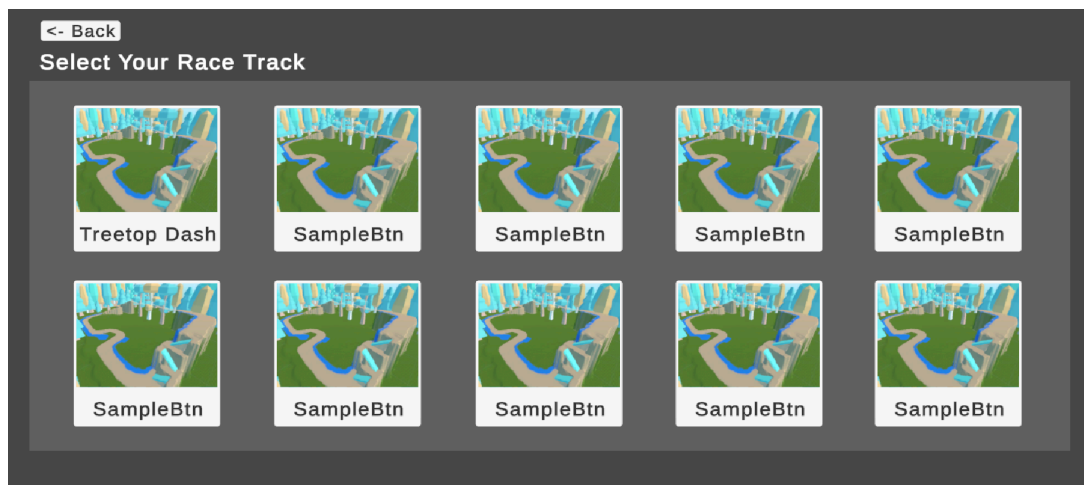 <- Back
Select Your Race Track
Treetop Dash
SampleBtn
SampleBtn
SampleBtn
SampleBtn
SampleBtn
SampleBtn
SampleBtn
SampleBtn
SampleBtn